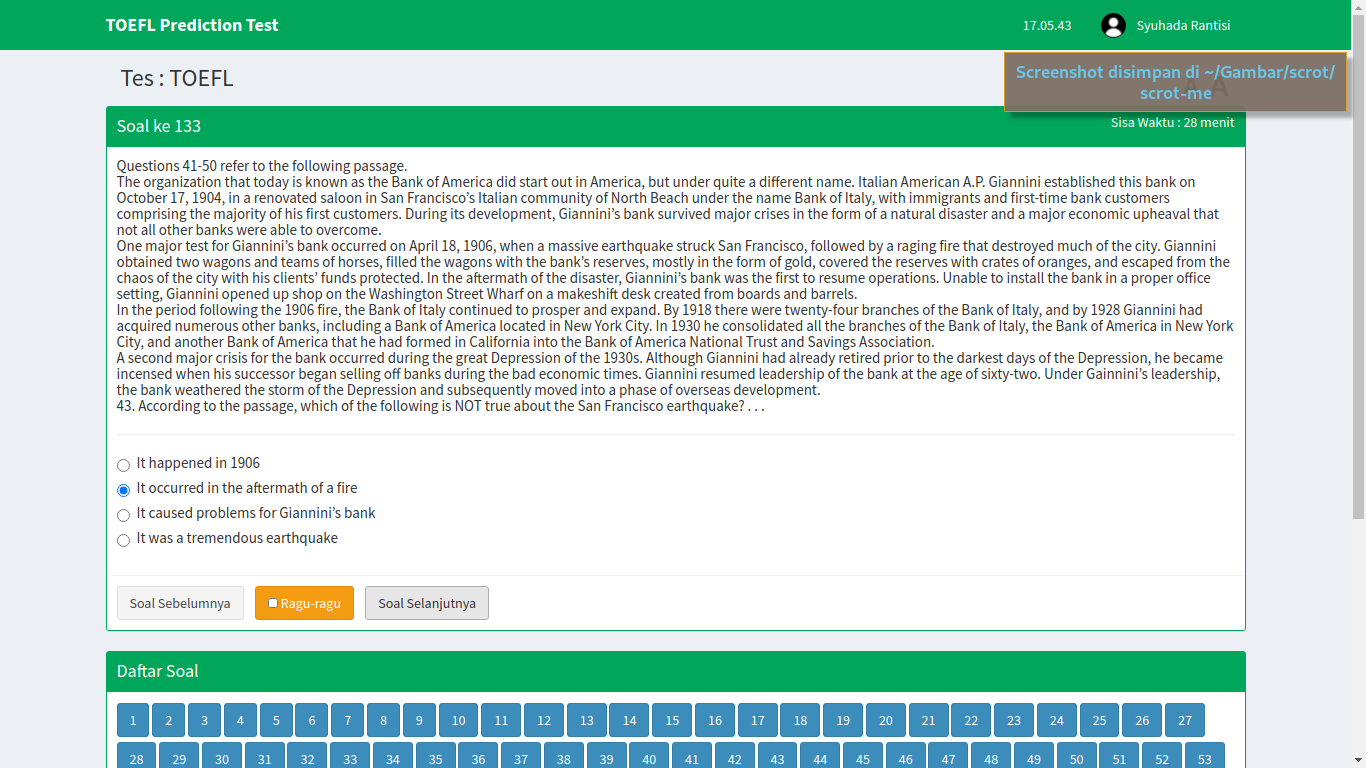 TOEFL Prediction Test
17.05.43
Syuhada Rantisi
Tes : TOEFL
Screenshot disimpan di ~/Gambar/scrot/
scrot-me
A
Soal ke 133
Sisa Waktu : 28 menit
Questions 41-50 refer to the following passage.
The organization that today is known as the Bank of America did start out in America, but under quite a different name. Italian American A.P. Giannini established this bank on
October 17, 1904, in a renovated saloon in San Francisco’s Italian community of North Beach under the name Bank of Italy, with immigrants and first-time bank customers
comprising the majority of his first customers. During its development, Giannini’s bank survived major crises in the form of a natural disaster and a major economic upheaval that
not all other banks were able to overcome.
One major test for Giannini’s bank occurred on April 18, 1906, when a massive earthquake struck San Francisco, followed by a raging fire that destroyed much of the city. Giannini
obtained two wagons and teams of horses, filled the wagons with the bank’s reserves, mostly in the form of gold, covered the reserves with crates of oranges, and escaped from the
chaos of the city with his clients’ funds protected. In the aftermath of the disaster, Giannini’s bank was the first to resume operations. Unable to install the bank in a proper office
setting, Giannini opened up shop on the Washington Street Wharf on a makeshift desk created from boards and barrels.
In the period following the 1906 fire, the Bank of Italy continued to prosper and expand. By 1918 there were twenty-four branches of the Bank of Italy, and by 1928 Giannini had
acquired numerous other banks, including a Bank of America located in New York City. In 1930 he consolidated all the branches of the Bank of Italy, the Bank of America in New York
City, and another Bank of America that he had formed in California into the Bank of America National Trust and Savings Association.
A second major crisis for the bank occurred during the great Depression of the 1930s. Although Giannini had already retired prior to the darkest days of the Depression, he became
incensed when his successor began selling off banks during the bad economic times. Giannini resumed leadership of the bank at the age of sixty-two. Under Gainnini’s leadership,
the bank weathered the storm of the Depression and subsequently moved into a phase of overseas development.
43. According to the passage, which of the following is NOT true about the San Francisco earthquake? . . .
It happened in 1906
It occurred in the aftermath of a fire
It caused problems for Giannini’s bank
It was a tremendous earthquake
Soal Sebelumnya
Ragu-ragu
Soal Selanjutnya
Daftar Soal
1 2 3 4 5 6 7 8 9 10 11 12 13 14 15 16 17 18 19 20 21 22 23 24 25 26 27
28 29 30 31 32 33 34 35 36 37 38 39 40 41 42 43 44 45 46 47 48 49 50 51 52 53